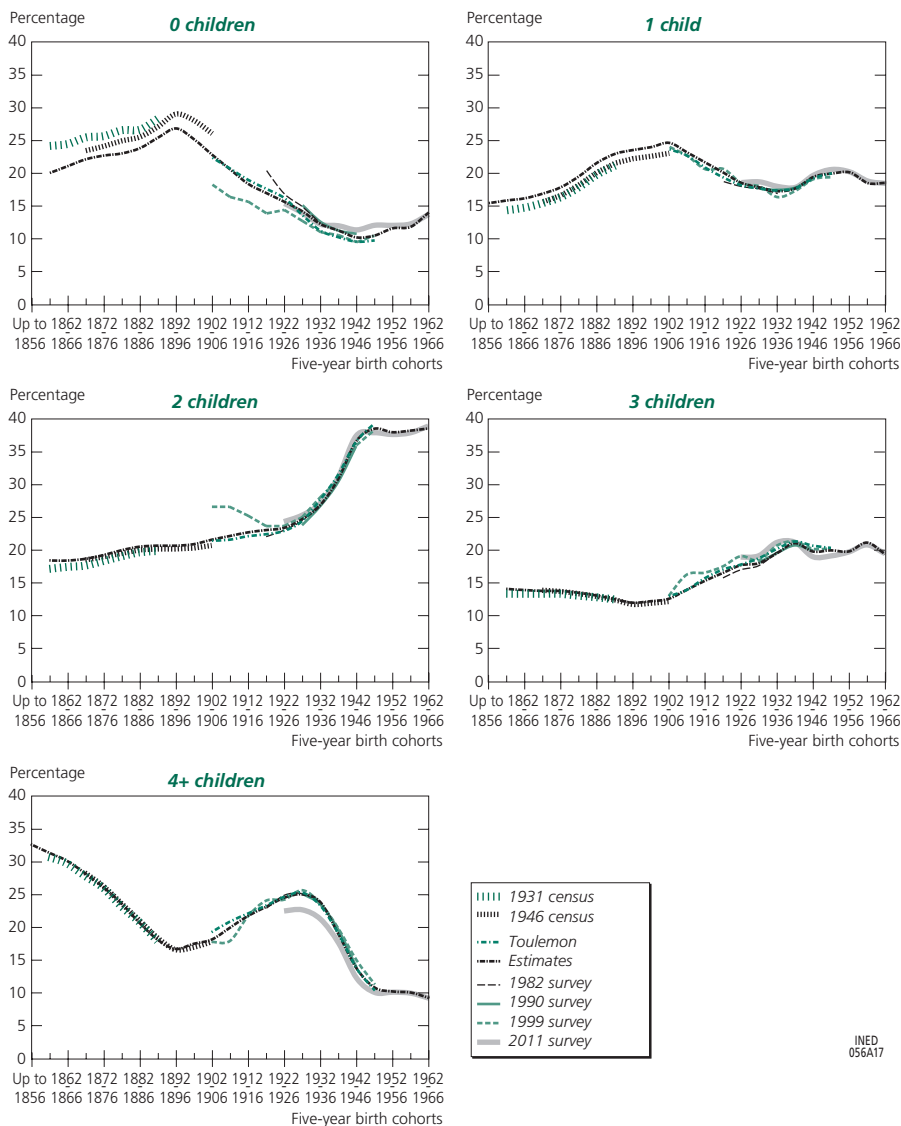 Percentage
0 children
40
35
30
25
20
15
10
5
0
Up to 1862 1872 1882 1892 1902 1912 1922 1932 1942 1952 1962
1856 1866 1876 1886 1896 1906 1916 1926 1936 1946 1956 1966
Five-year birth cohorts
Percentage
1 child
40
35
30
25
20
15
10
5
0
Up to 1862 1872 1882 1892 1902 1912 1922 1932 1942 1952 1962
1856 1866 1876 1886 1896 1906 1916 1926 1936 1946 1956 1966
Five-year birth cohorts
Percentage
2 children
40
35
30
25
20
15
10
5
0
Up to 1862 1872 1882 1892 1902 1912 1922 1932 1942 1952 1962
1856 1866 1876 1886 1896 1906 1916 1926 1936 1946 1956 1966
Five-year birth cohorts
Percentage
3 children
40
35
30
25
20
15
10
5
0
Up to 1862 1872 1882 1892 1902 1912 1922 1932 1942 1952 1962
1856 1866 1876 1886 1896 1906 1916 1926 1936 1946 1956 1966
Five-year birth cohorts
Percentage
4+ children
40
35
30
25
20
15
10
5
0
Up to 1862 1872 1882 1892 1902 1912 1922 1932 1942 1952 1962
1856 1866 1876 1886 1896 1906 1916 1926 1936 1946 1956 1966
Five-year birth cohorts
1931 census
1946 census
Toulemon
Estimates
1982 survey
1990 survey
1999 survey
2011 survey
INED
056A17